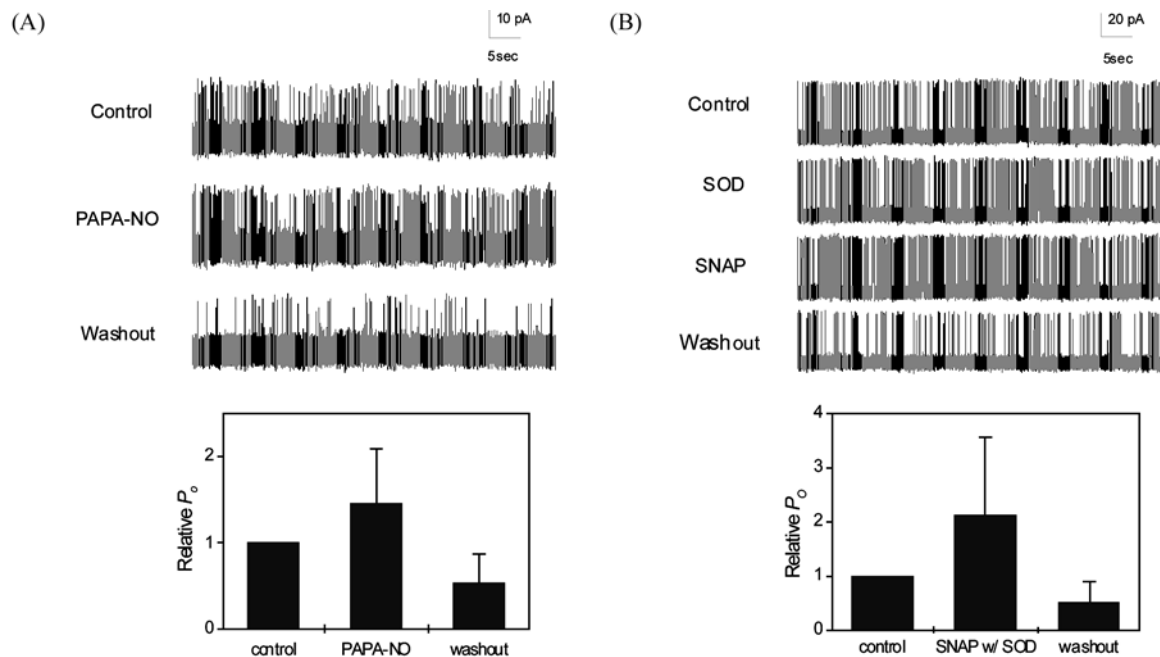 (A)
10 pA
5sec
Control
PAPA-NO
Washout
2
1
0
Relative Po
control
PAPA-NO
washout
(B)
20 pA
5sec
Control
SOD
SNAP
Washout
4
3
2
1
0
Relative Po
control
SNAP w/ SOD
washout